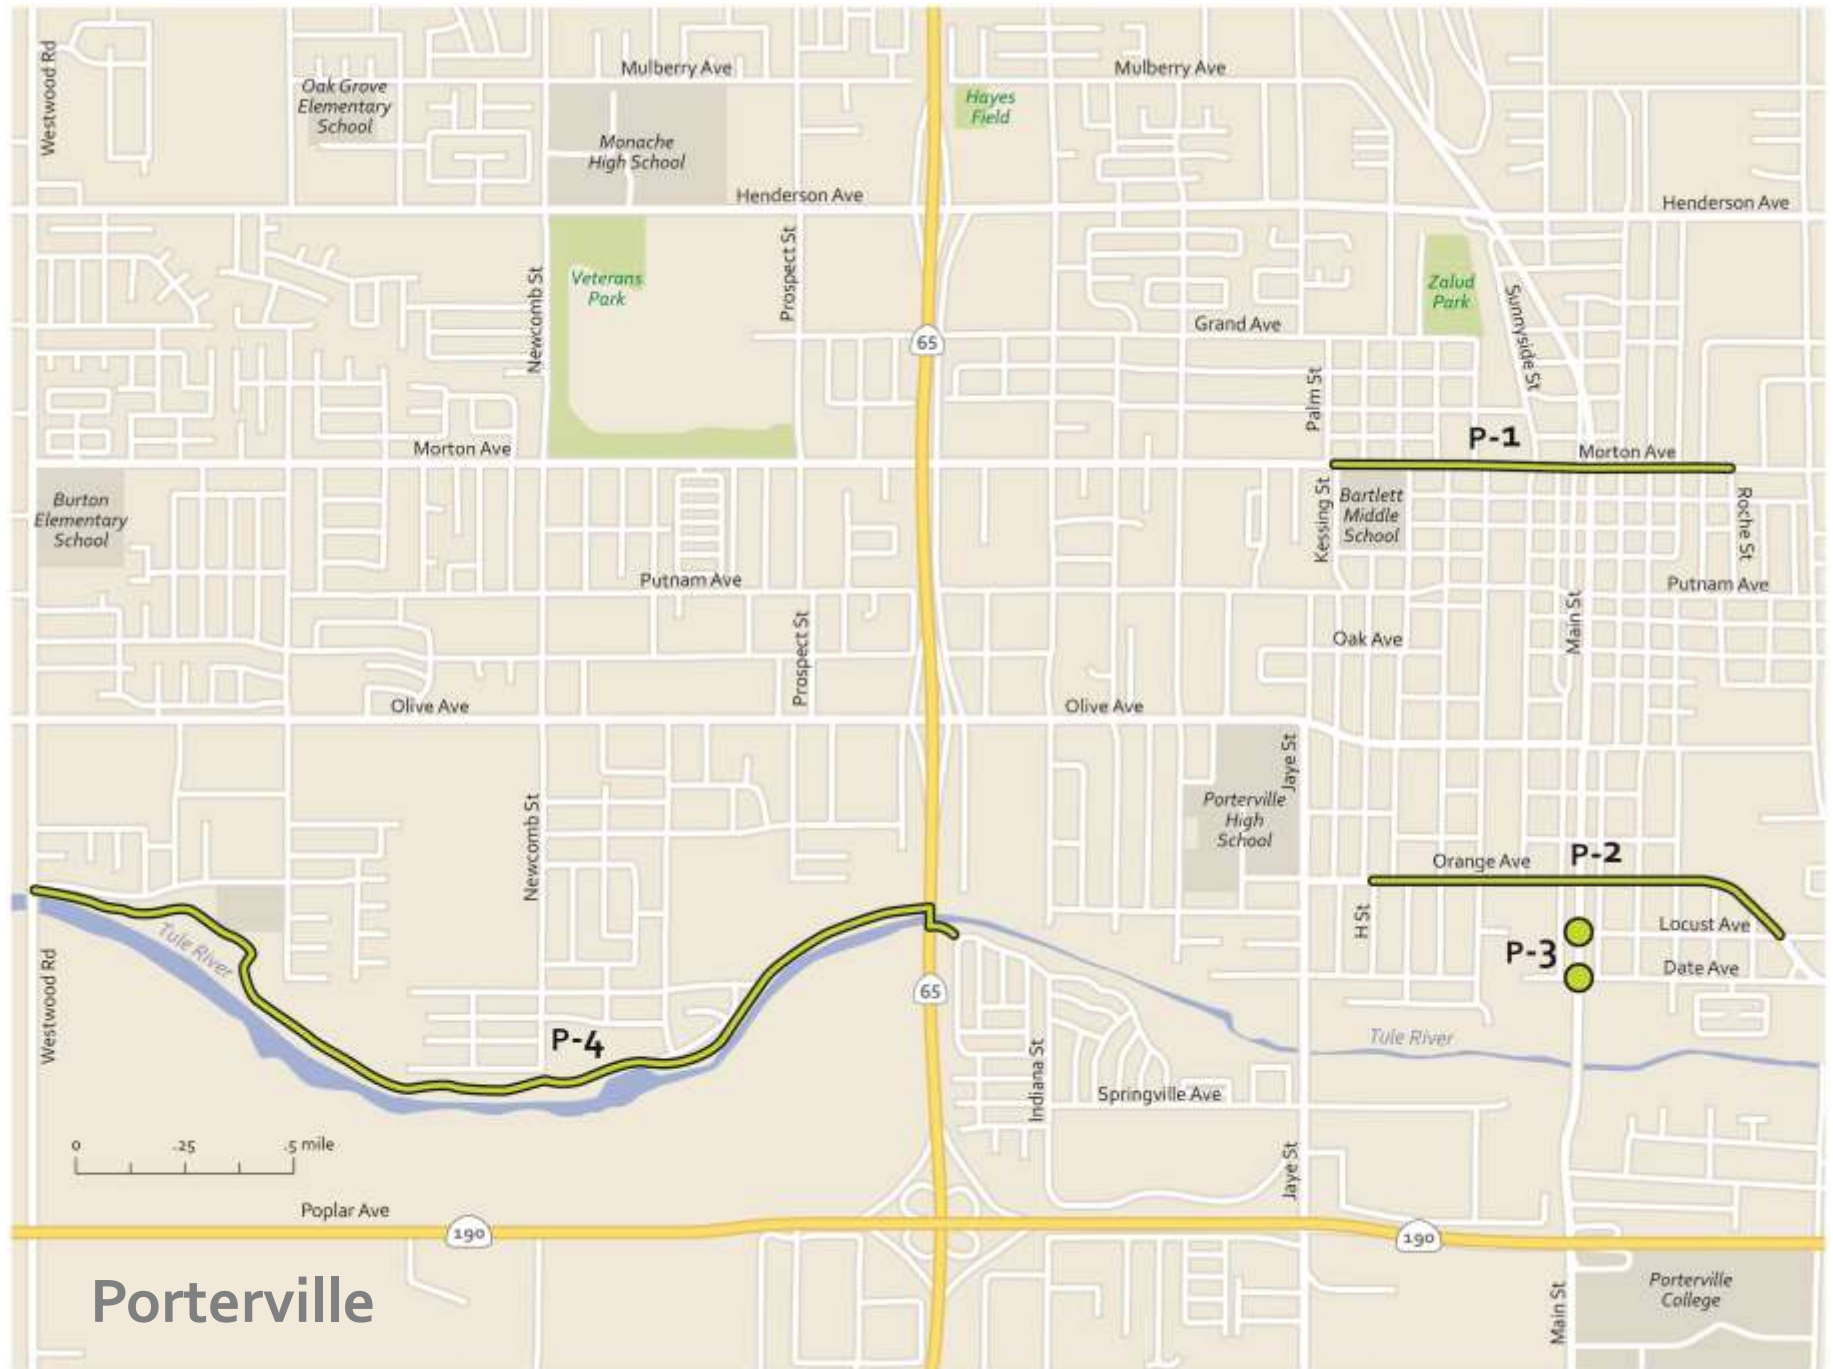 Westwood Rd
Oak Grove
Elementary
School
Mulberry Ave
Monache
High School
Hayes
Field
Mulberry Ave
Henderson Ave
Henderson Ave
Newcomb St
Veterans
Park
Prospect St
65
Grand Ave
Zalud
Park
Sunnyside St
Palm St
P-1
Morton Ave
Morton Ave
Burton
Elementary
School
Kessing St
Bartlett
Middle
School
Roche St
Putnam Ave
Putnam Ave
Prospect St
Oak Ave
Main St
Olive Ave
Olive Ave
Newcomb St
Jaye St
Porterville
High
School
Orange Ave
P-2
H St
Locust Ave
P-3
Date Ave
Tule River
Westwood Rd
65
P-4
Indiana St
Tule River
Springville Ave
0 .25 .5 mile
Jaye St
Poplar Ave
190
190
Porterville
Main St
Porterville
College